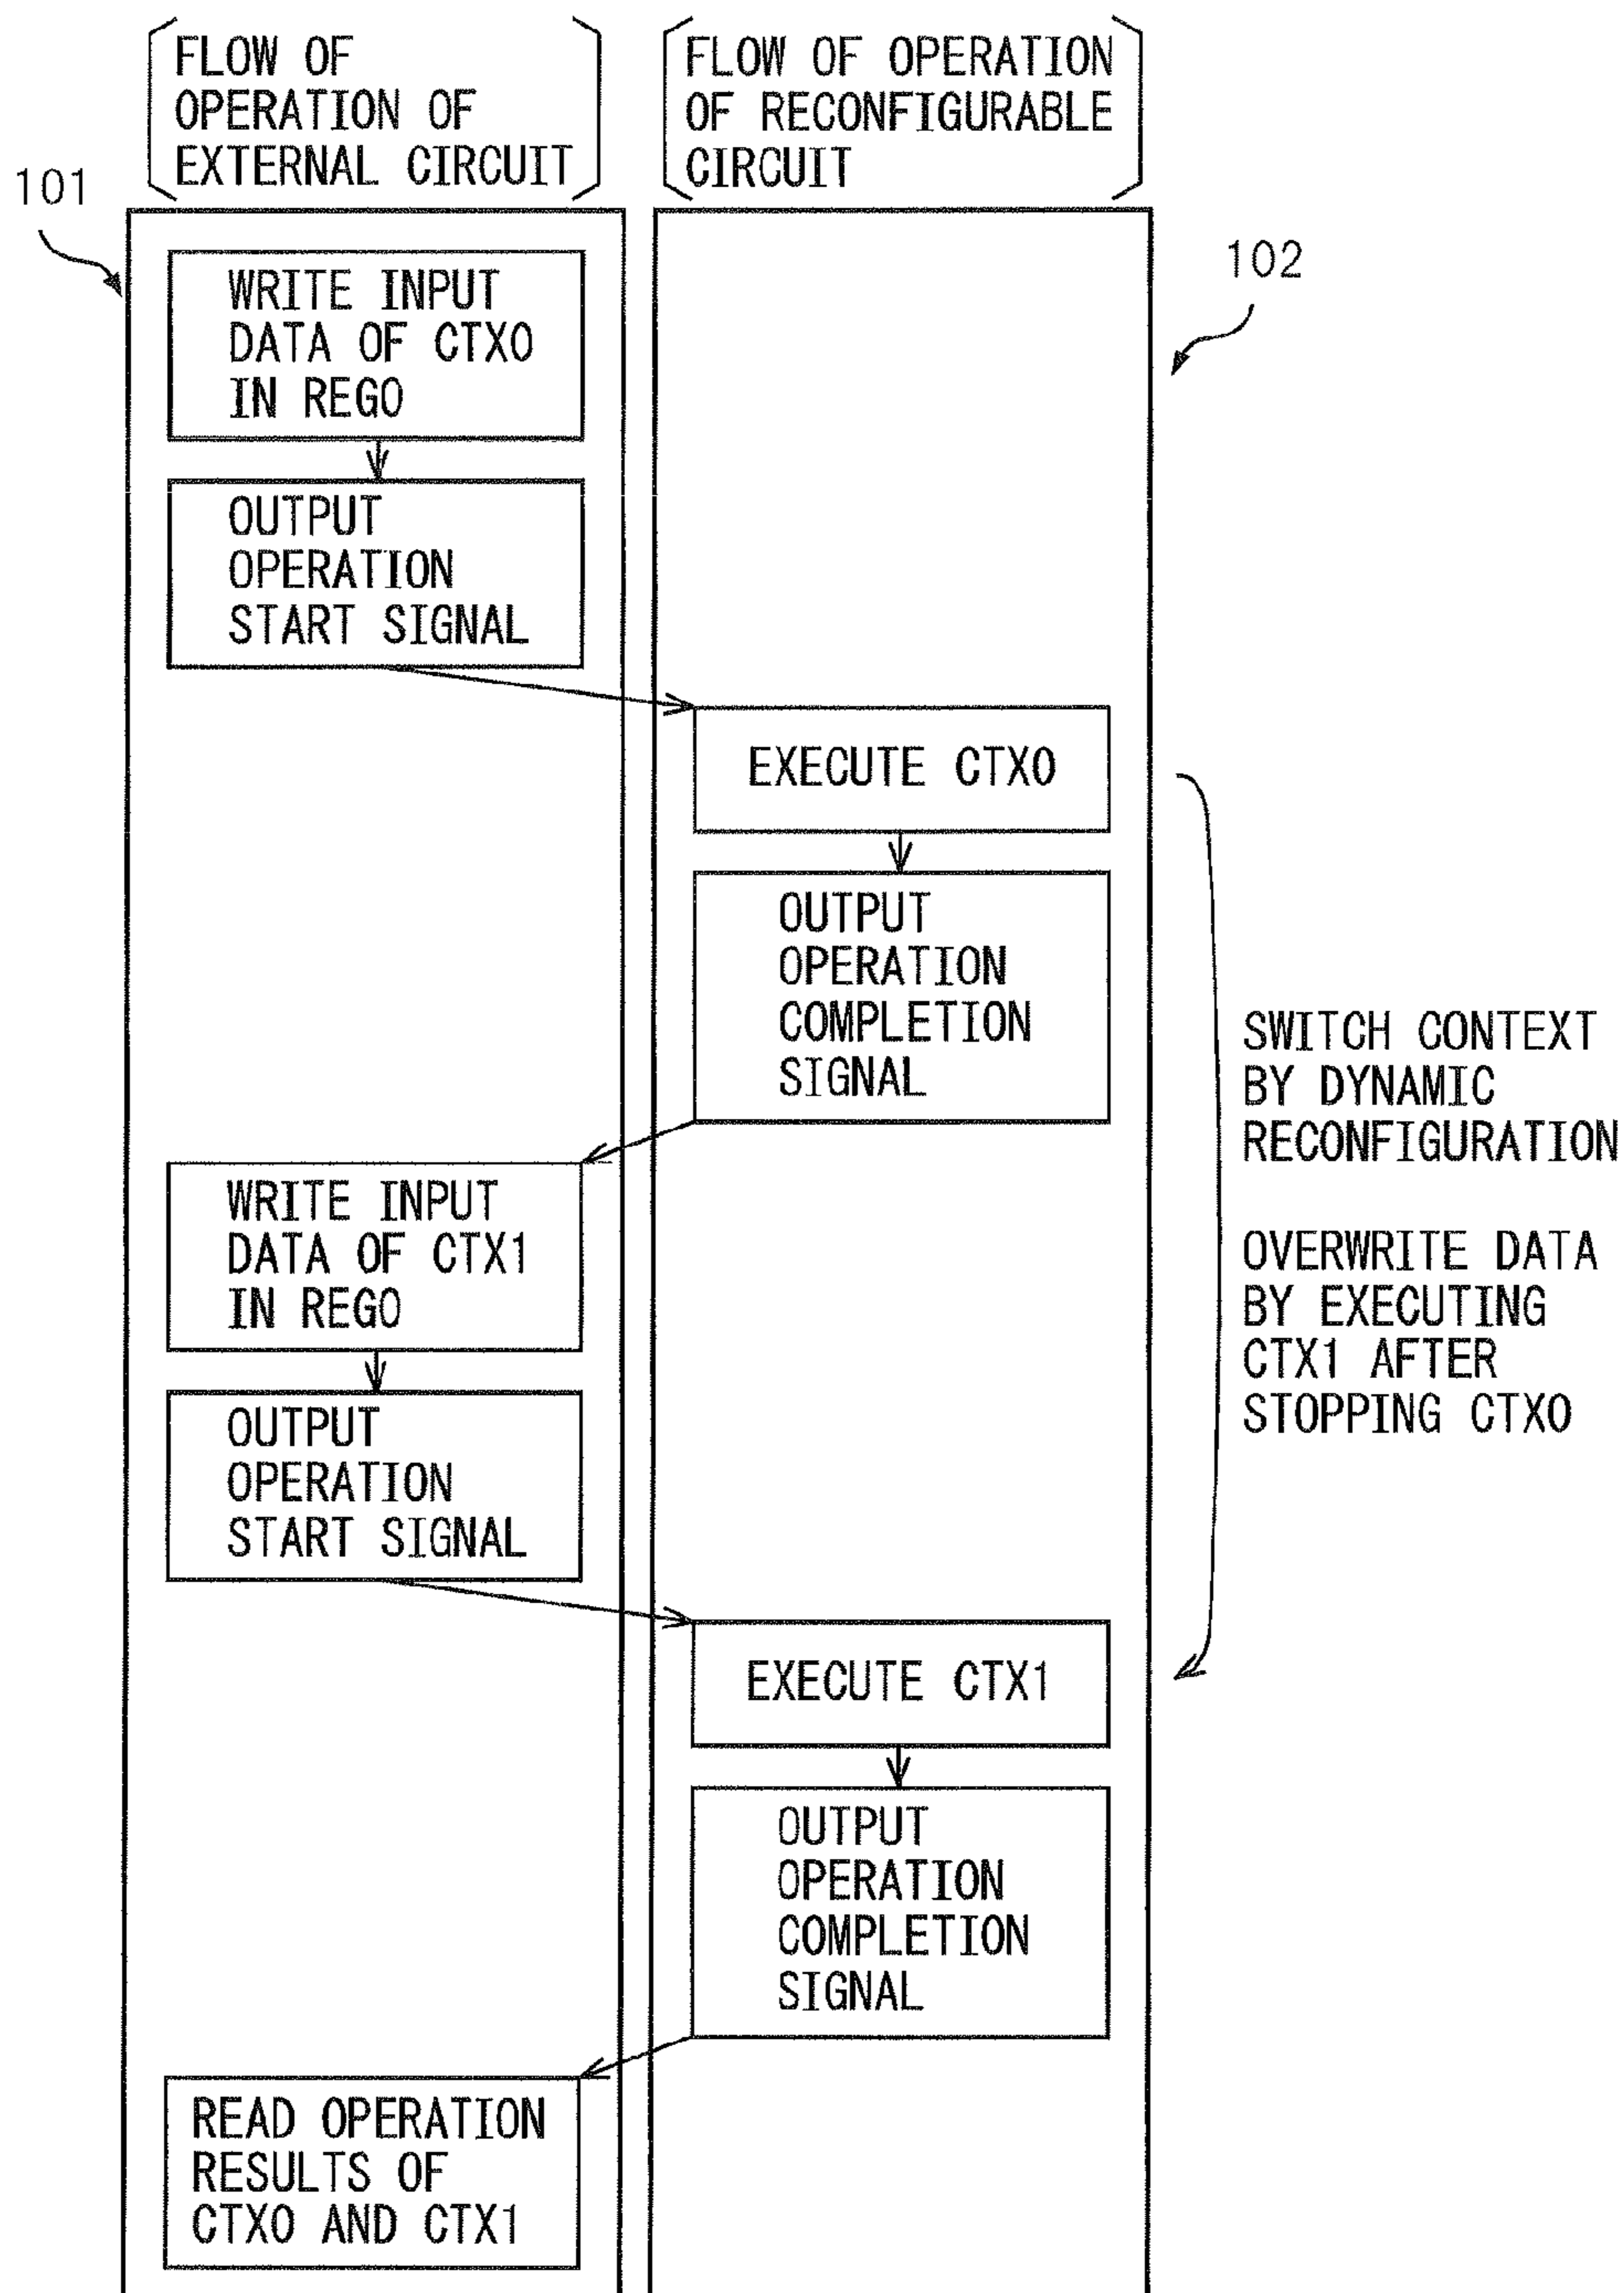 FLOW OF
OPERATION OF
EXTERNAL CIRCUIT
FLOW OF OPERATION
OF RECONFIGURABLE
CIRCUIT
101
102
WRITE INPUT
DATA OF CTX0
IN REG0
OUTPUT
OPERATION
START SIGNAL
EXECUTE CTX0
OUTPUT
OPERATION
COMPLETION
SIGNAL
SWITCH CONTEXT
BY DYNAMIC
RECONFIGURATION
OVERWRITE DATA
BY EXECUTING
CTX1 AFTER
STOPPING CTX0
WRITE INPUT
DATA OF CTX1
IN REG0
OUTPUT
OPERATION
START SIGNAL
EXECUTE CTX1
OUTPUT
OPERATION
COMPLETION
SIGNAL
READ OPERATION
RESULTS OF
CTX0 AND CTX1